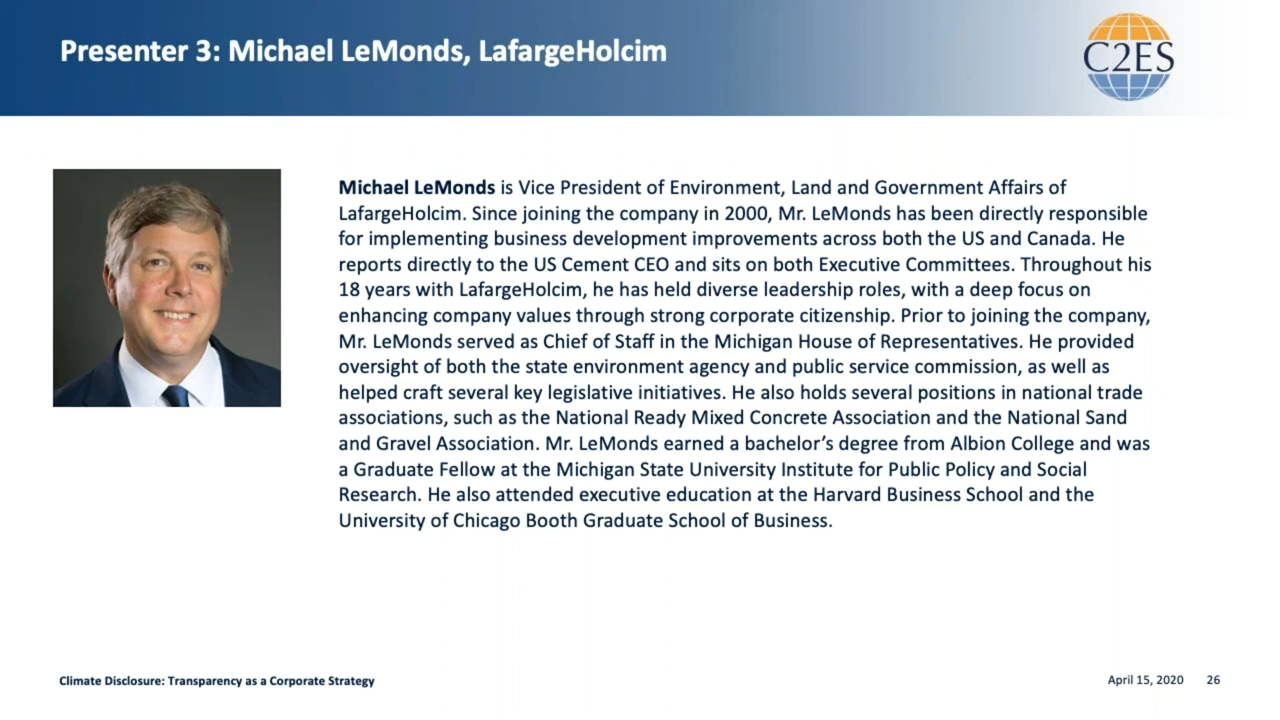 Presenter 3: Michael LeMonds, LafargeHolcim
C2ES
Michael LeMonds is Vice President of Environment, Land and Government Affairs of
LafargeHolcim. Since joining the company in 2000, Mr. LeMonds has been directly responsible
for implementing business development improvements across both the US and Canada. He
reports directly to the US Cement CEO and sits on both Executive Committees. Throughout his
18 years with LafargeHolcim, he has held diverse leadership roles, with a deep focus on
enhancing company values through strong corporate citizenship. Prior to joining the company,
Mr. LeMonds served as Chief of Staff in the Michigan House of Representatives. He provided
oversight of both the state environment agency and public service commission, as well as
helped craft several key legislative initiatives. He also holds several positions in national trade
associations, such as the National Ready Mixed Concrete Association and the National Sand
and Gravel Association. Mr. LeMonds earned a bachelor’s degree from Albion College and was
a Graduate Fellow at the Michigan State University Institute for Public Policy and Social
Research. He also attended executive education at the Harvard Business School and the
University of Chicago Booth Graduate School of Business.
Climate Disclosure: Transparency as a Corporate Strategy
April 15, 2020 26